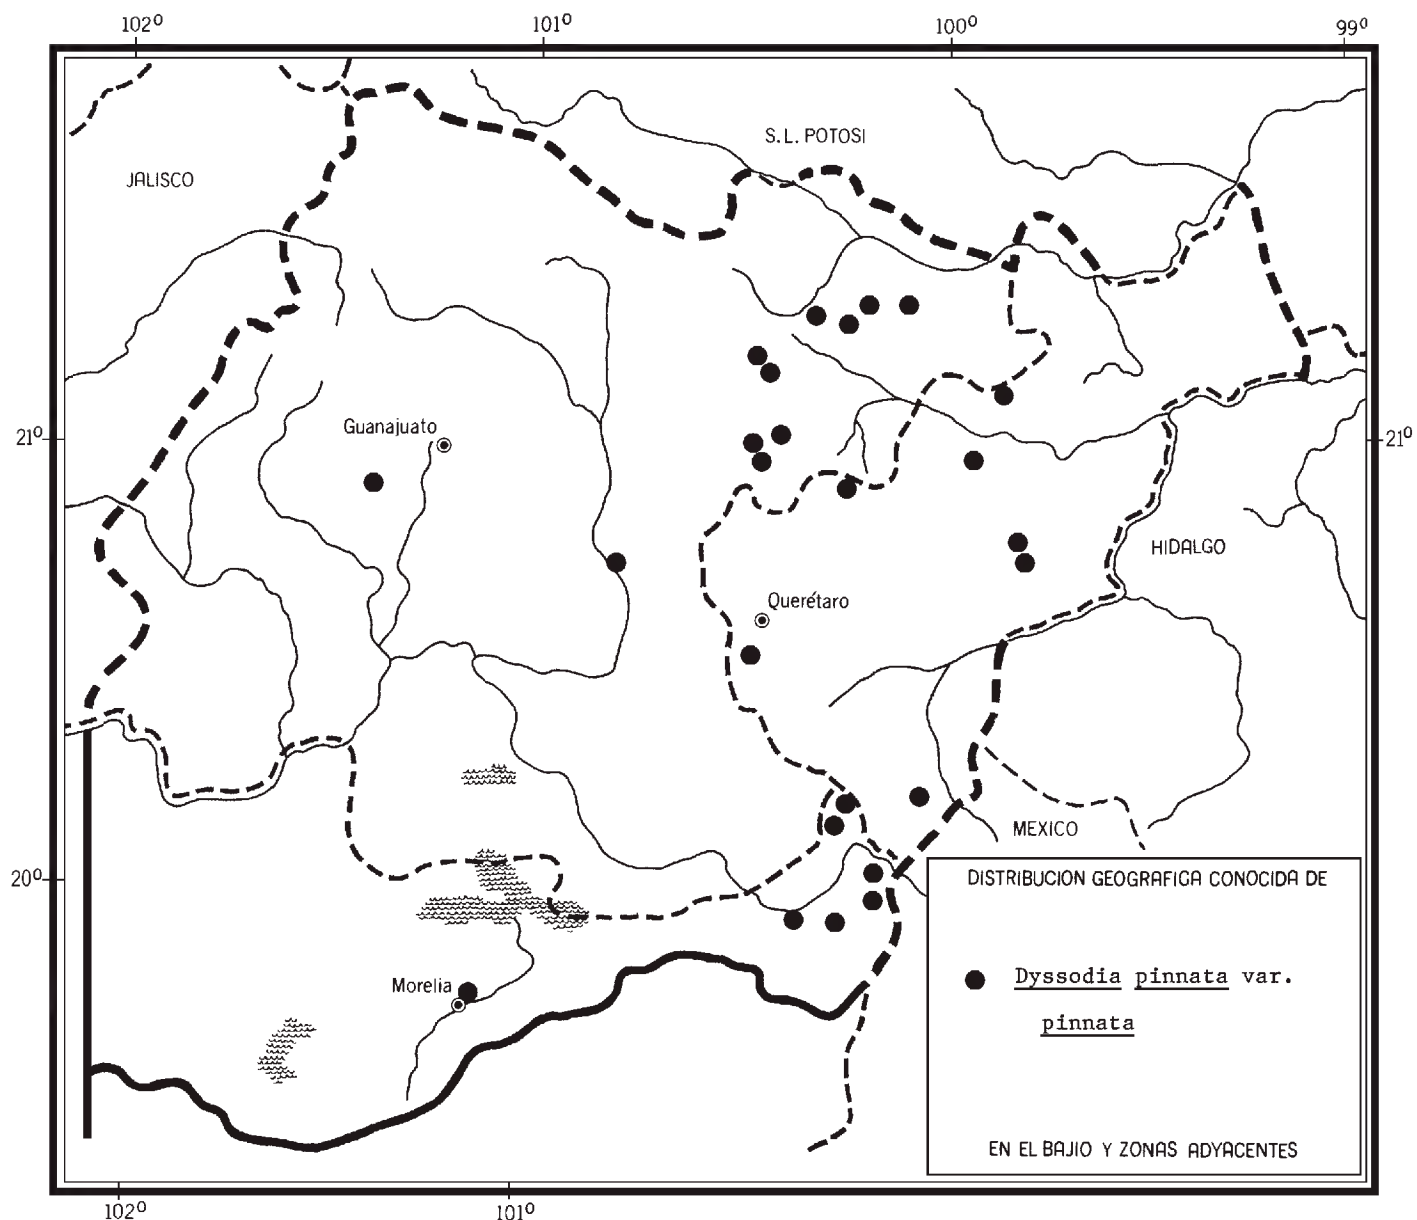 102º
101º
100º
99º
S.L. POTOSI
JALISCO
Guanajuato
21º
21º
HIDALGO
Querétaro
MEXICO
20º
DISTRIBUCION GEOGRAFICA CONOCIDA DE
Dyssodia pinnata var.
pinnata
Morelia
EN EL BAJIO Y ZONAS ADYACENTES
102º
101º